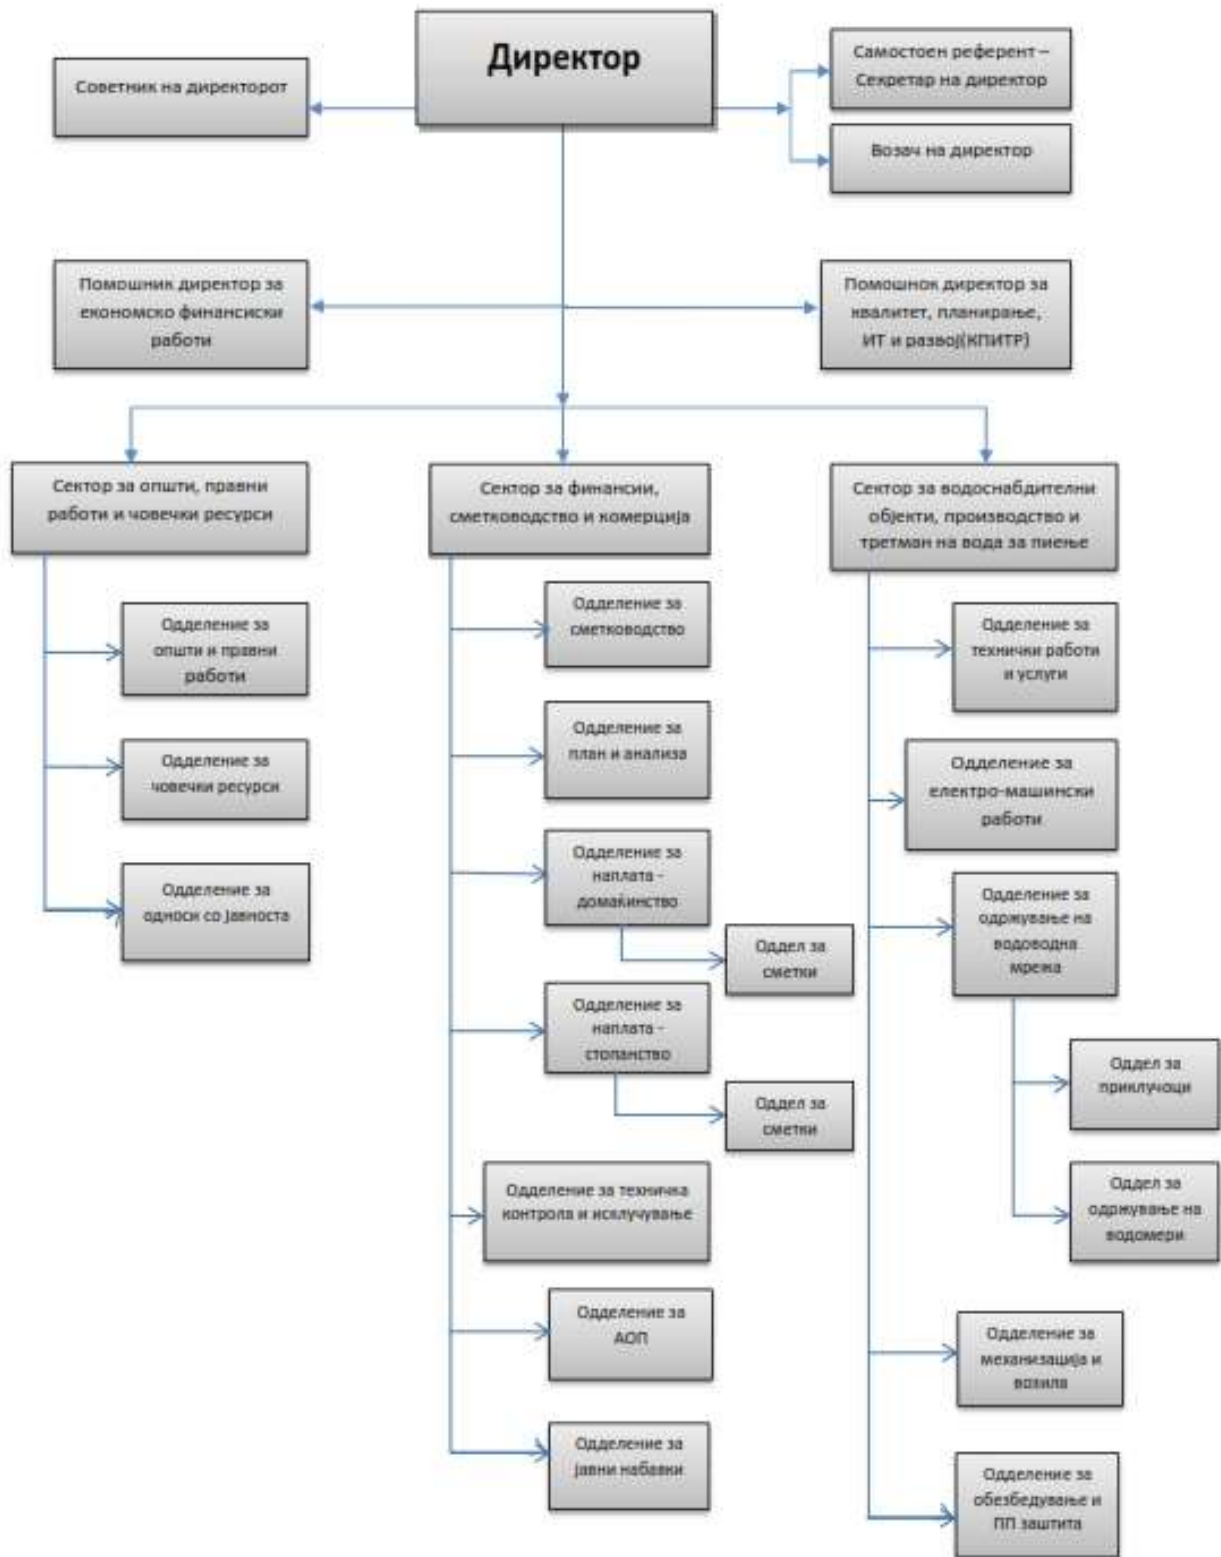 Директор
Советник на директорот
Самостоен референт –
Секретар на директор
Возач на директор
Помошник директор за
економско финансиски
работи
Помошнок директор за
квалитет, планирање,
ИТ и развој(КПИТР)
Сектор за општи, правни
работи и човечки ресурси
Одделение за
општи и правни
работи
Одделение за
човечки ресурси
Одделение за
односи со јавноста
Сектор за финансии,
сметководство и комерција
Одделение за
сметководство
Одделение за
план и анализа
Одделение за
наплата -
домаќинство
Оддел за
сметки
Одделение за
наплата -
стопанство
Оддел за
сметки
Одделение за техничка
контрола и исклучување
Одделение за
АОП
Одделение за
јавни набавки
Сектор за водоснабдителни
објекти, производство и
третман на вода за пиење
Одделение за
технички работи
и услуги
Одделение за
електро-машински
работи
Одделение за
одржување на
водоводна
мрежа
Оддел за
приклучоци
Оддел за
одржување на
водомери
Одделение за
механизација и
возила
Одделение за
обезбедување и
ПП заштита